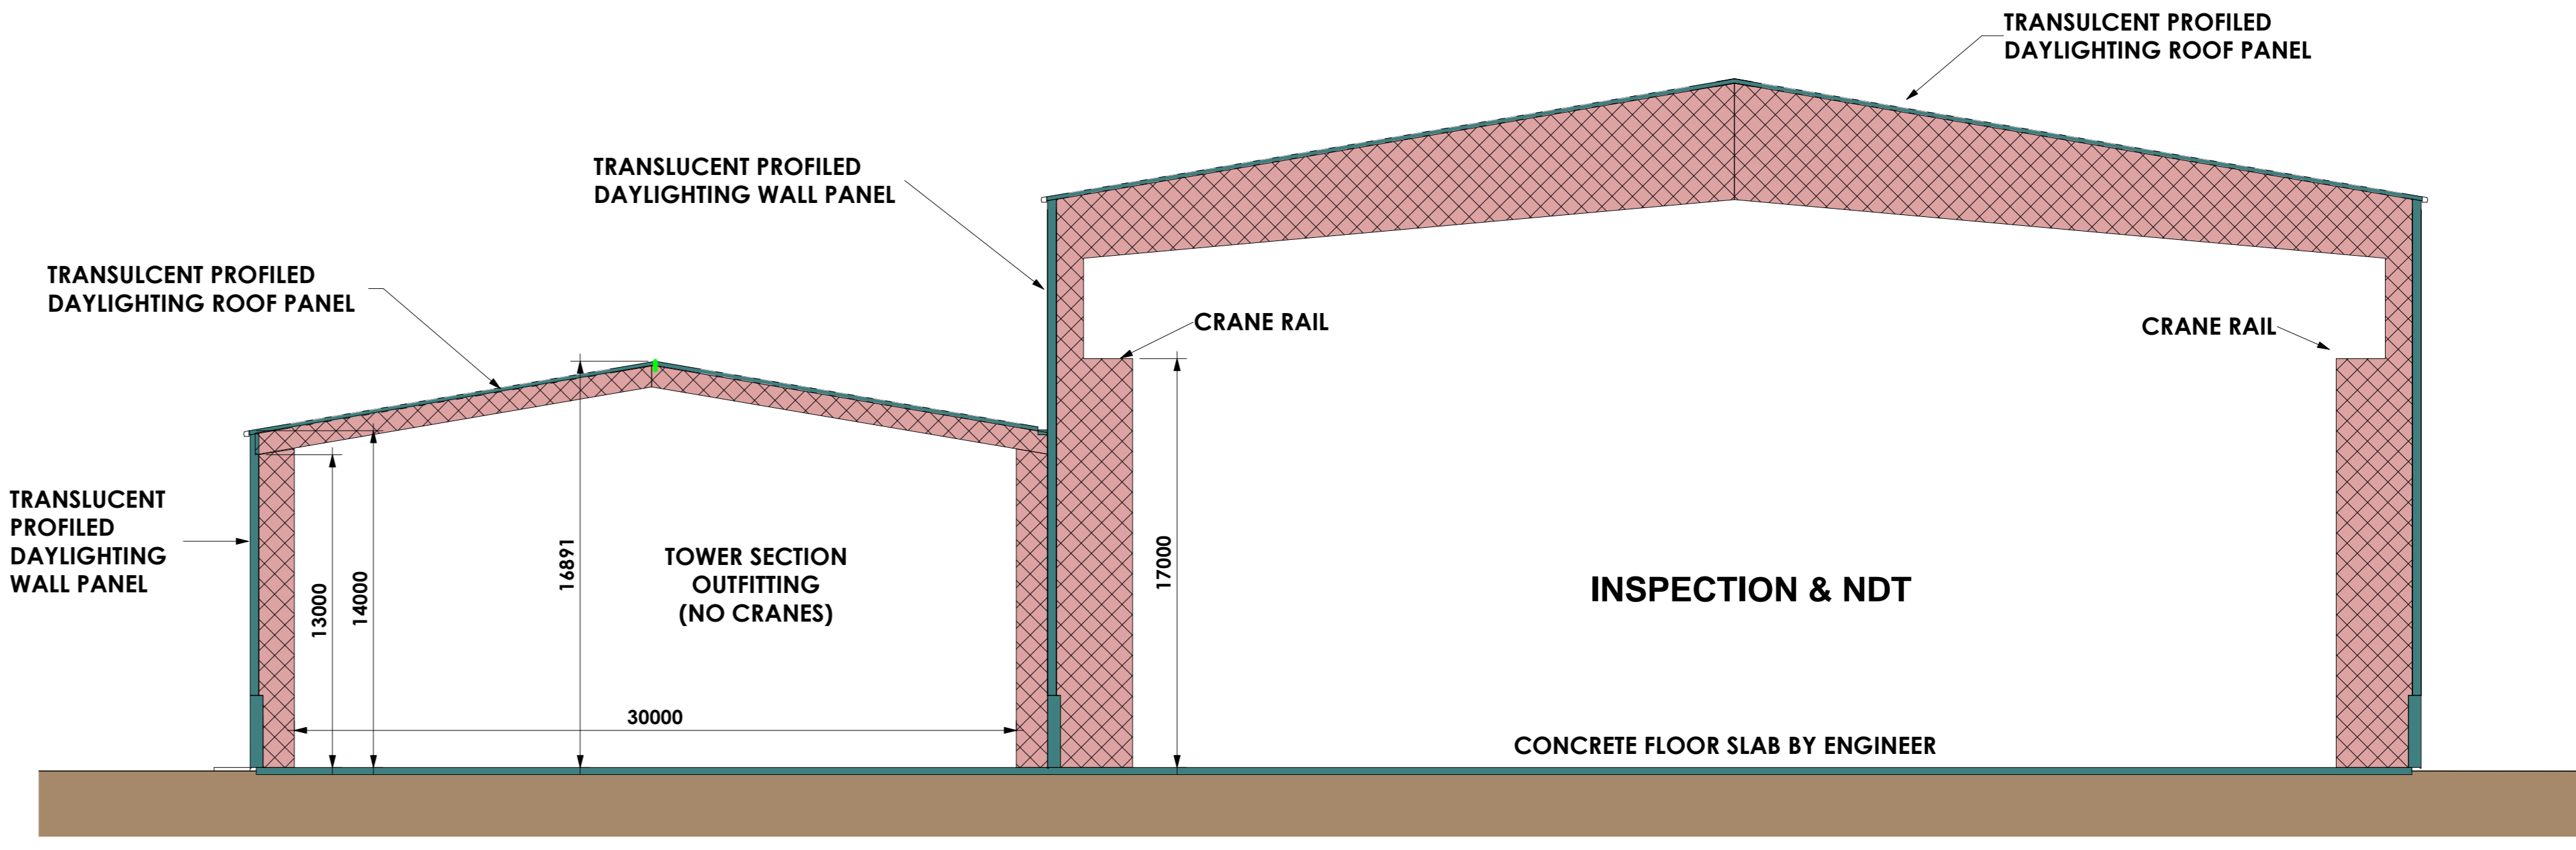 TRANSULCENT PROFILED
DAYLIGHTING ROOF PANEL
TRANSLUCENT PROFILED
DAYLIGHTING WALL PANEL
TRANSULCENT PROFILED
DAYLIGHTING ROOF PANEL
CRANE RAIL
CRANE RAIL
TRANSLUCENT
PROFILED
DAYLIGHTING
WALL PANEL
13000
14000
16891
TOWER SECTION
OUTFITTING
(NO CRANES)
17000
INSPECTION & NDT
30000
CONCRETE FLOOR SLAB BY ENGINEER